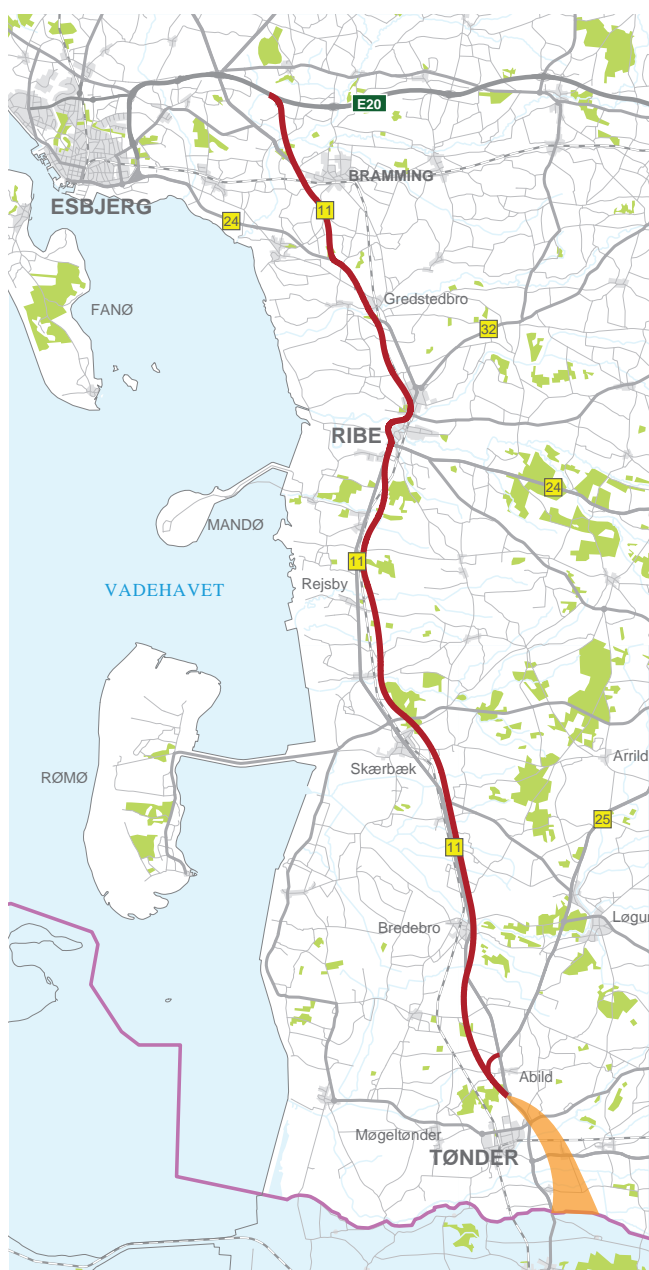 E20
BRAMMING
ESBJERG
11
24
Gredstedbro
FANØ
32
RIBE
24
MANDØ
11
Rejsby
VADEHAVET
Arrild
Skærbæk
RØMØ
25
11
Løgur
Bredebro
Abild
Møgeltønder
TØNDER